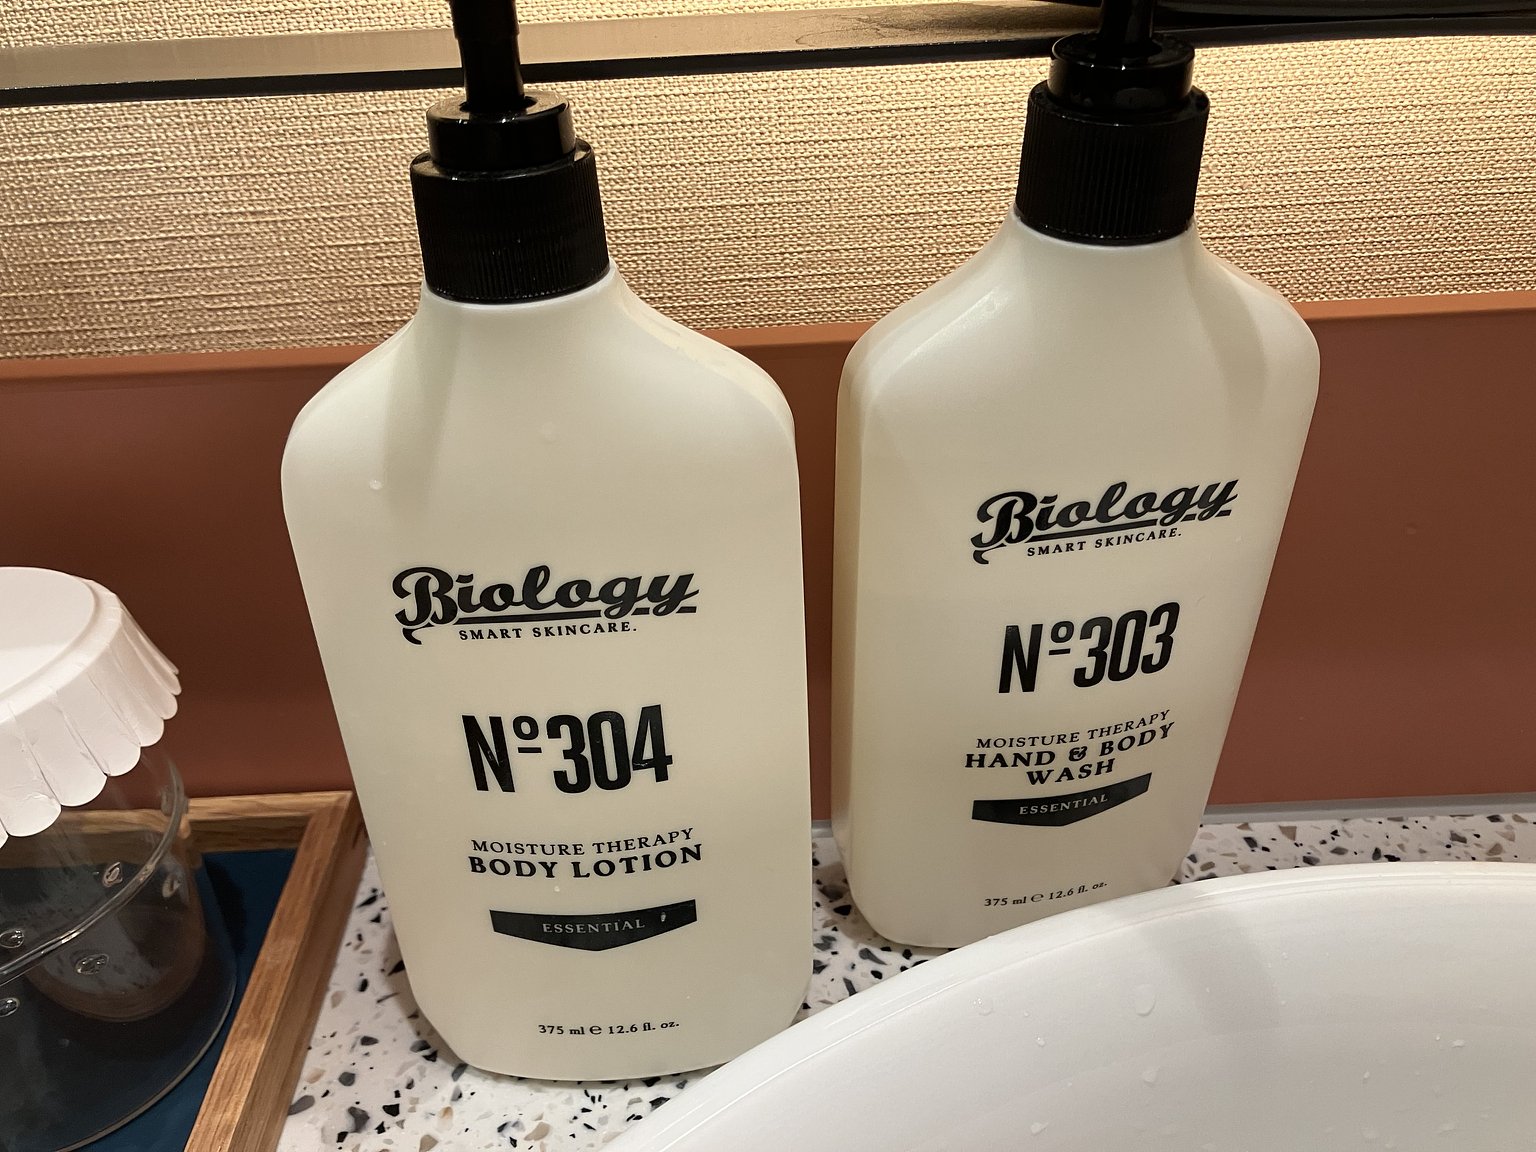 Biology
SMART SKINCARE.
Nº304
MOISTURE THERAPY
BODY LOTION
ESSENTIAL
375 ml ℮ 12.6 fl. oz.
Biology
SMART SKINCARE.
Nº303
MOISTURE THERAPY
HAND & BODY
WASH
ESSENTIAL
375 ml ℮ 12.6 fl. oz.